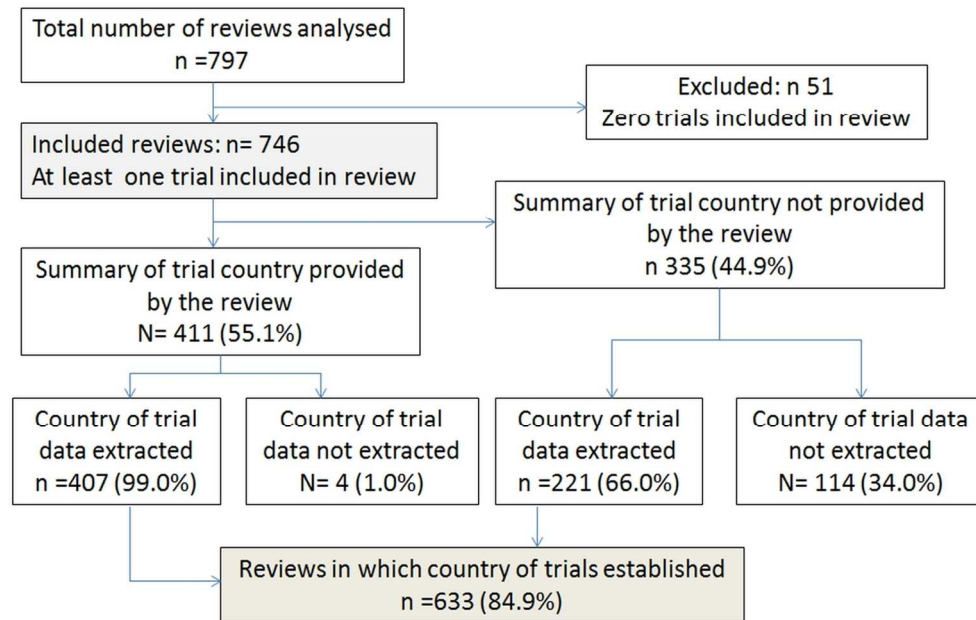 Total number of reviews analysed
n =797
Excluded: n 51
Zero trials included in review
Included reviews: n= 746
At least one trial included in review
Summary of trial country not provided
by the review
n 335 (44.9%)
Summary of trial country provided
by the review
N= 411 (55.1%)
Country of trial
data extracted
n =407 (99.0%)
Country of trial
data not extracted
N= 4 (1.0%)
Country of trial
data extracted
n =221 (66.0%)
Country of trial data
not extracted
N= 114 (34.0%)
Reviews in which country of trials established
n =633 (84.9%)